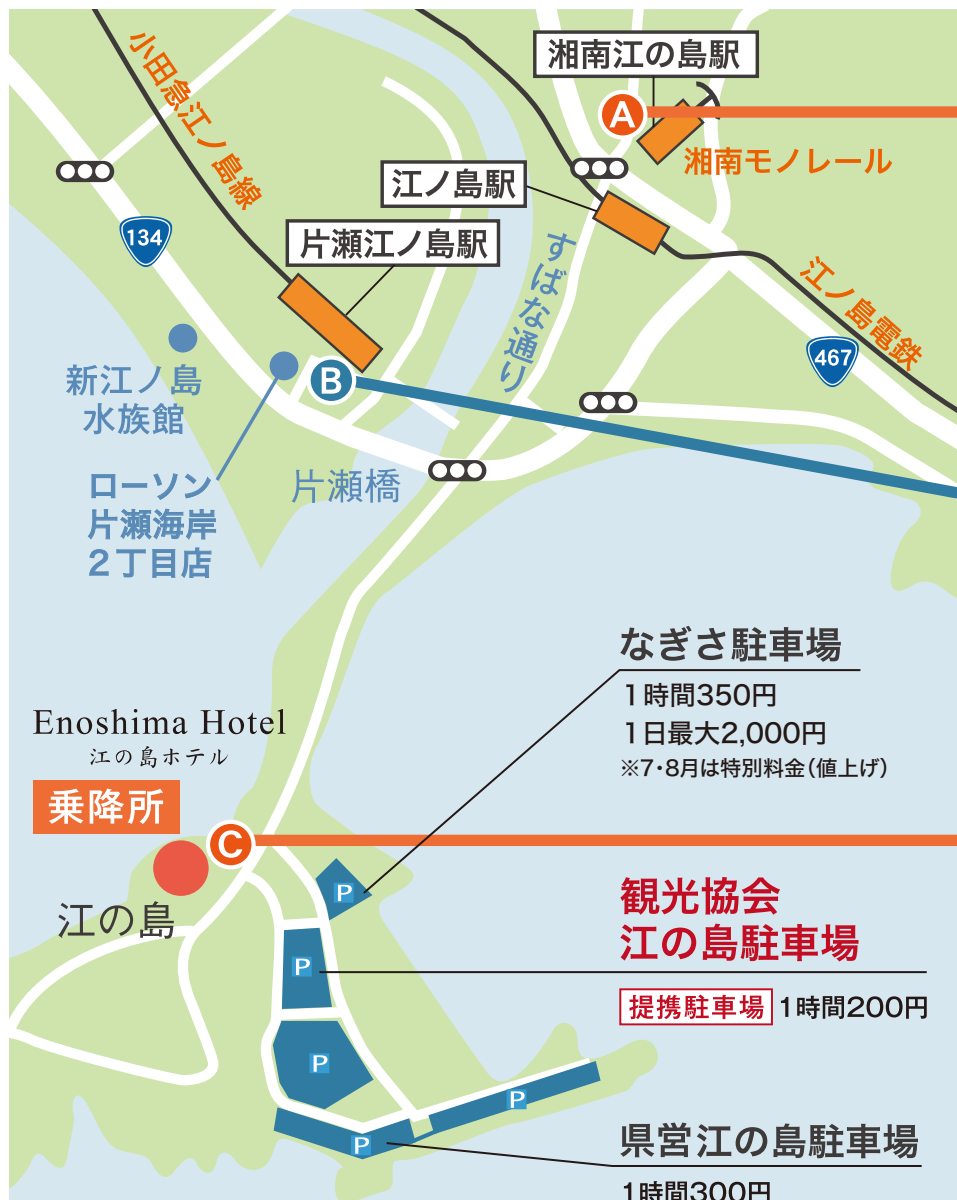 小田急江ノ島線
湘南江の島駅
A
湘南モノレール
江ノ島駅
134
片瀬江ノ島駅
すばな通り
江ノ島電鉄
467
新江ノ島
水族館
B
ローソン
片瀬海岸
2丁目店
片瀬橋
なぎさ駐車場
1時間350円
1日最大2,000円
※7・8月は特別料金（値上げ）
Enoshima Hotel
江の島ホテル
乗降所
C
江の島
P
観光協会
江の島駐車場
P
提携駐車場 1時間200円
P
P
P
県営江の島駐車場
1時間300円